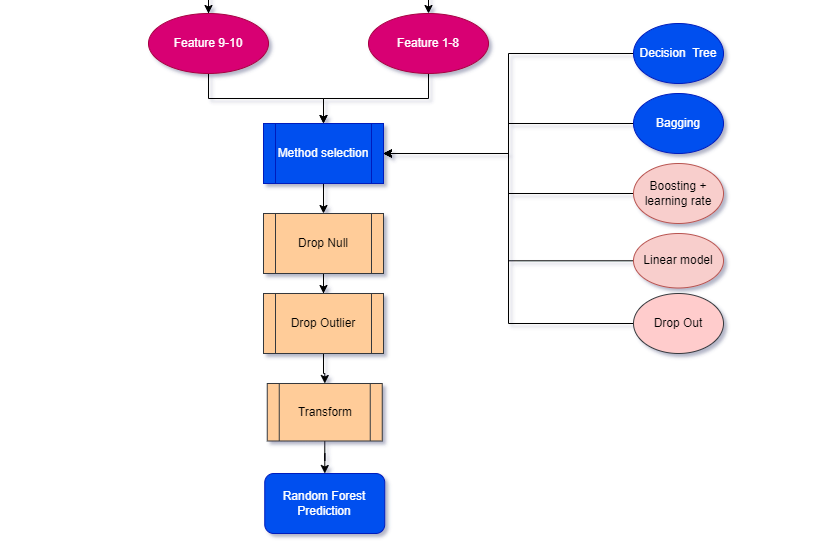 Feature 9-10
Feature 1-8
Decision Tree
Bagging
Method selection
Boosting +
learning rate
Drop Null
Linear model
Drop Outlier
Drop Out
Transform
Random Forest
Prediction